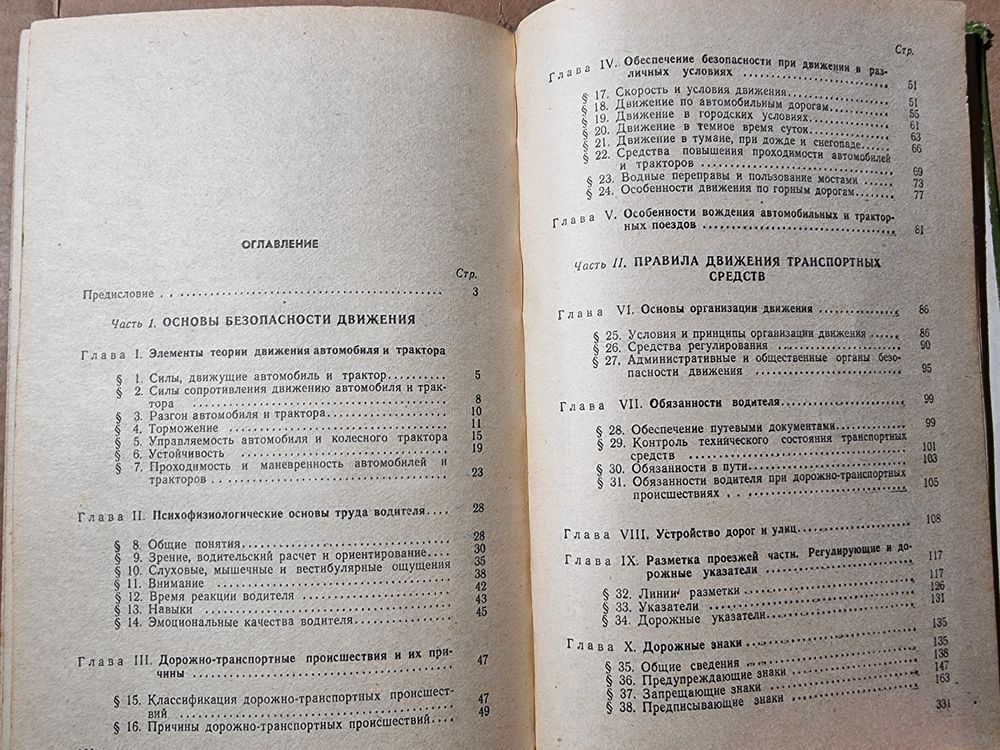 ОГЛАВЛЕНИЕ
Стр.
Предисловие . . . . . . . . . . 3
Часть I. ОСНОВЫ БЕЗОПАСНОСТИ ДВИЖЕНИЯ
Глава I. Элементы теории движения автомобиля и трактора
§ 1. Силы, движущие автомобиль и трактор . . . . . 5
§ 2. Силы сопротивления движению автомобиля и трак-
тора . . . . . 8
§ 3. Разгон автомобиля и трактора . . . . . 10
§ 4. Торможение . . . . . 11
§ 5. Управляемость автомобиля и колесного трактора 15
§ 6. Устойчивость . . . . . 19
§ 7. Проходимость и маневренность автомобилей и
тракторов . . . . . 23
Глава II. Психофизиологические основы труда водителя . . . . 28
§ 8. Общие понятия . . . . . 28
§ 9. Зрение, водительский расчет и ориентирование . . . . 30
§ 10. Слуховые, мышечные и вестибулярные ощущения 35
§ 11. Внимание . . . . . 38
§ 12. Время реакции водителя . . . . . 42
§ 13. Навыки . . . . . 43
§ 14. Эмоциональные качества водителя . . . . . 45
Глава III. Дорожно-транспортные происшествия и их при-
чины . . . . . 47
§ 15. Классификация дорожно-транспортных происшест-
вий . . . . . 47
§ 16. Причины дорожно-транспортных происшествий . . . . 49
Стр.
Глава IV. Обеспечение безопасности при движении в раз-
личных условиях . . . . . 51
§ 17. Скорость и условия движения . . . . . 51
§ 18. Движение по автомобильным дорогам . . . . . 55
§ 19. Движение в городских условиях . . . . . 61
§ 20. Движение в темное время суток . . . . . 63
§ 21. Движение в тумане, при дожде и снегопаде . . . . . 66
§ 22. Средства повышения проходимости автомобилей
и тракторов . . . . . 69
§ 23. Водные переправы и пользование мостами . . . . . 73
§ 24. Особенности движения по горным дорогам . . . . . 77
Глава V. Особенности вождения автомобильных и трактор-
ных поездов . . . . . 81
Часть II. ПРАВИЛА ДВИЖЕНИЯ ТРАНСПОРТНЫХ
СРЕДСТВ
Глава VI. Основы организации движения . . . . . 86
§ 25. Условия и принципы организации движения . . . . . 86
§ 26. Средства регулирования . . . . . 90
§ 27. Административные и общественные органы безо-
пасности движения . . . . . 95
Глава VII. Обязанности водителя . . . . . 99
§ 28. Обеспечение путевыми документами . . . . . 99
§ 29. Контроль технического состояния транспортных
средств . . . . . 101
§ 30. Обязанности в пути . . . . . 103
§ 31. Обязанности водителя при дорожно-транспортных
происшествиях . . . . . 105
Глава VIII. Устройство дорог и улиц . . . . . 108
Глава IX. Разметка проезжей части. Регулирующие и до-
рожные указатели . . . . . 117
§ 32. Линии разметки . . . . . 117
§ 33. Указатели . . . . . 126
§ 34. Дорожные указатели . . . . . 131
Глава X. Дорожные знаки . . . . . 135
§ 35. Общие сведения . . . . . 135
§ 36. Предупреждающие знаки . . . . . 138
§ 37. Запрещающие знаки . . . . . 147
§ 38. Предписывающие знаки . . . . . 163
331